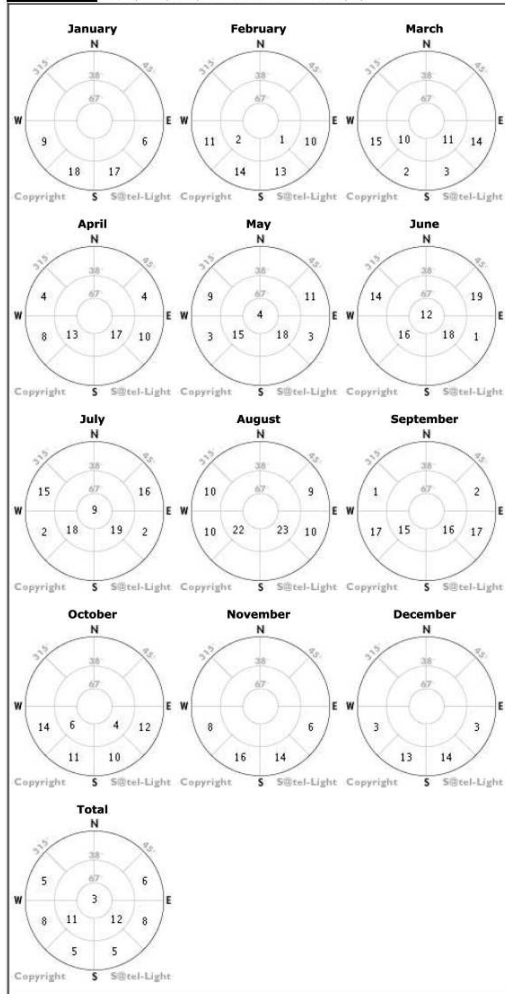 January February March
N N N
315° 45° 315° 45° 315° 45°
38° 38° 38°
67° 67° 67°
W E W E W E
9 6 11 2 1 10 15 10 11 14
18 17 14 13 2 3
Copyright S S@tel-Light Copyright S S@tel-Light Copyright S S@tel-Light
April May June
N N N
315° 45° 315° 45° 315° 45°
38° 38° 38°
67° 67° 67°
4 4 9 11 14 19
W E W 4 E W 12 E
8 13 17 10 3 15 18 3 16 18 1
Copyright S S@tel-Light Copyright S S@tel-Light Copyright S S@tel-Light
July August September
N N N
315° 45° 315° 45° 315° 45°
38° 38° 38°
67° 67° 67°
15 16 10 9 1 2
W 9 E W E W E
2 18 19 2 10 22 23 10 17 15 16 17
Copyright S S@tel-Light Copyright S S@tel-Light Copyright S S@tel-Light
October November December
N N N
315° 45° 315° 45° 315° 45°
38° 38° 38°
67° 67° 67°
W E W E W E
14 6 4 12 8 6 3 3
11 10 16 14 13 14
Copyright S S@tel-Light Copyright S S@tel-Light Copyright S S@tel-Light
Total
N
315° 45°
38°
67°
5 6
W 3 E
8 11 12 8
5 5
Copyright S S@tel-Light